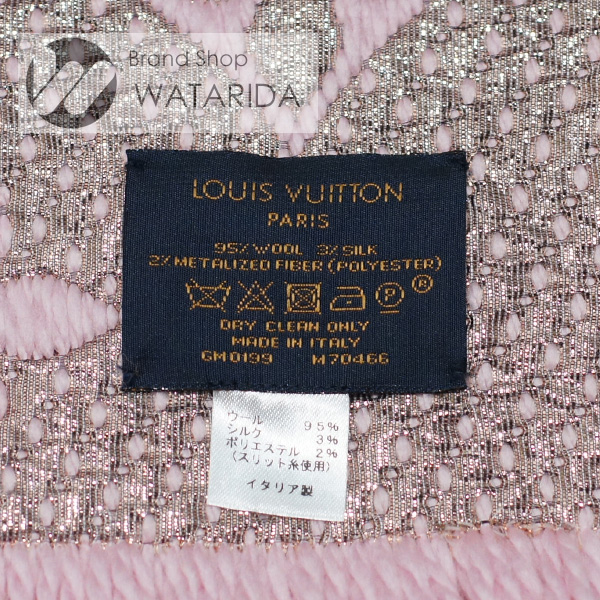 Brand Shop
WATARIDA
LOUIS VUITTON
PARIS
95% WOOL 3% SILK
2% METALIZED FIBER (POLYESTER)
P ®
DRY CLEAN ONLY
MADE IN ITALY
GM0199 M70466
ウール 95%
シルク 3%
ポリエステル 2%
(スリット糸使用)
イタリア製